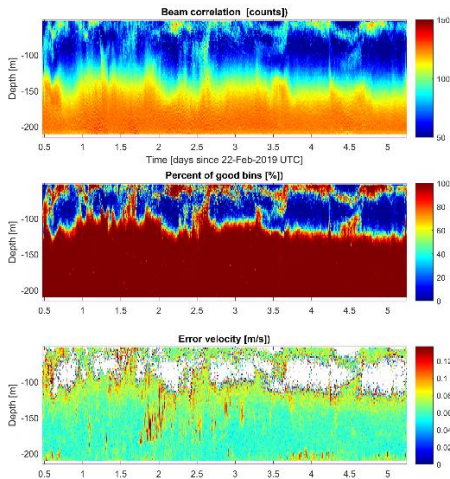 Beam correlation [counts]}
Depth [m]
-100
-150
-200
150
100
50
0.5 1 1.5 2 2.5 3 3.5 4 4.5 5
Time [days since 22-Feb-2019 UTC]
Percent of good bins [%])
Depth [m]
-100
-150
-200
100
80
60
40
20
0
0.5 1 1.5 2 2.5 3 3.5 4 4.5 5
Error velocity [m/s])
Depth [m]
-100
-150
-200
0.12
0.1
0.08
0.06
0.04
0.02
0
0.5 1 1.5 2 2.5 3 3.5 4 4.5 5